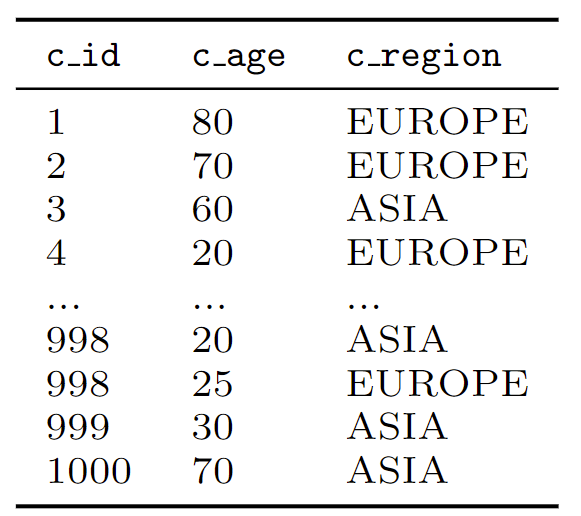 c_id c_age c_region
1 80 EUROPE
2 70 EUROPE
3 60 ASIA
4 20 EUROPE
... ... ...
998 20 ASIA
998 25 EUROPE
999 30 ASIA
1000 70 ASIA